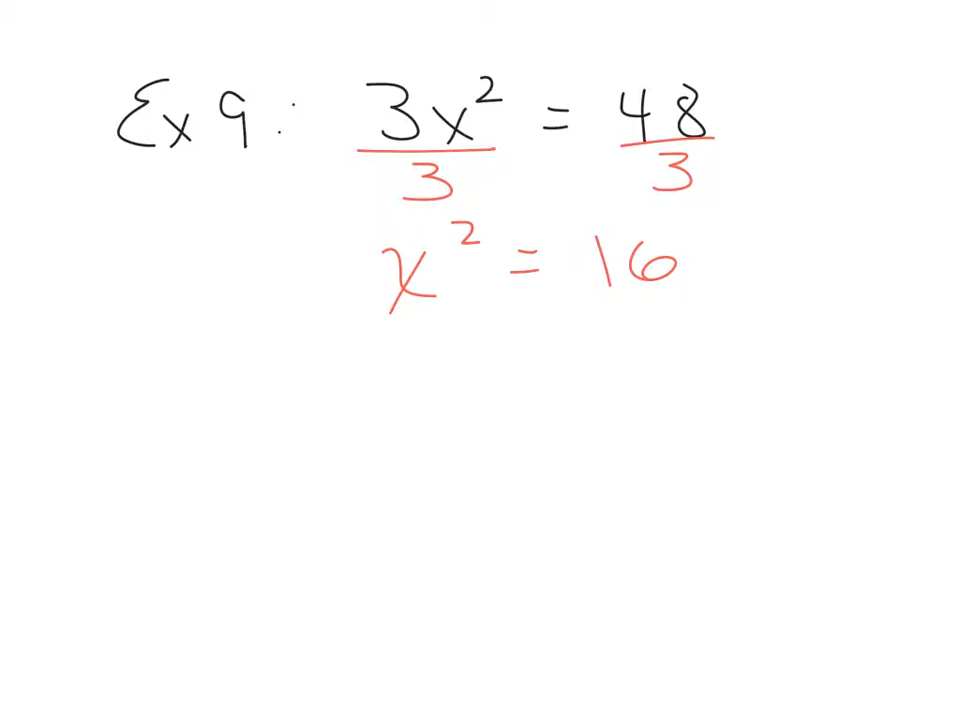 Ex 9: 3x² = 48
3 3
x² = 16